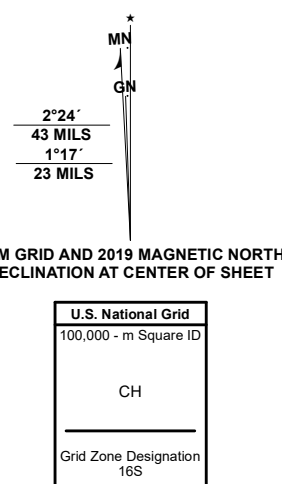 MN
GN
2°24´
43 MILS
1°17´
23 MILS
M GRID AND 2019 MAGNETIC NORTH
ECLINATION AT CENTER OF SHEET
U.S. National Grid
100,000 - m Square ID
CH
Grid Zone Designation
16S